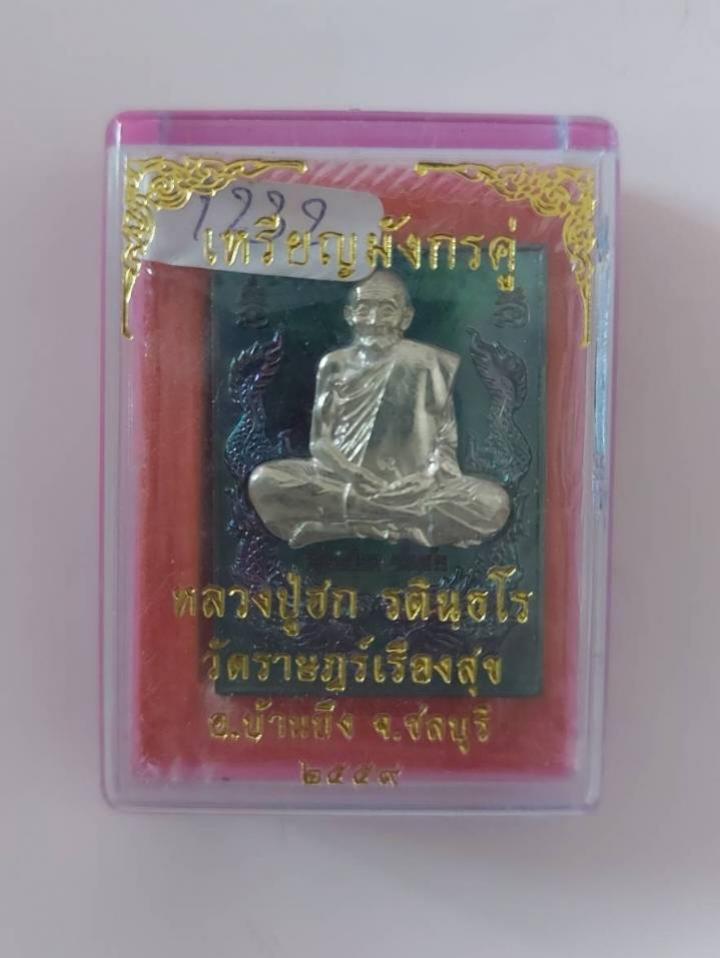 1232
เหรียญมังกรคู่
หลวงปู่ฮก รตินฺธโร
วัดราษฎร์เรืองสุข
อ.บ้านบึง จ.ชลบุรี
๒๕๕๙